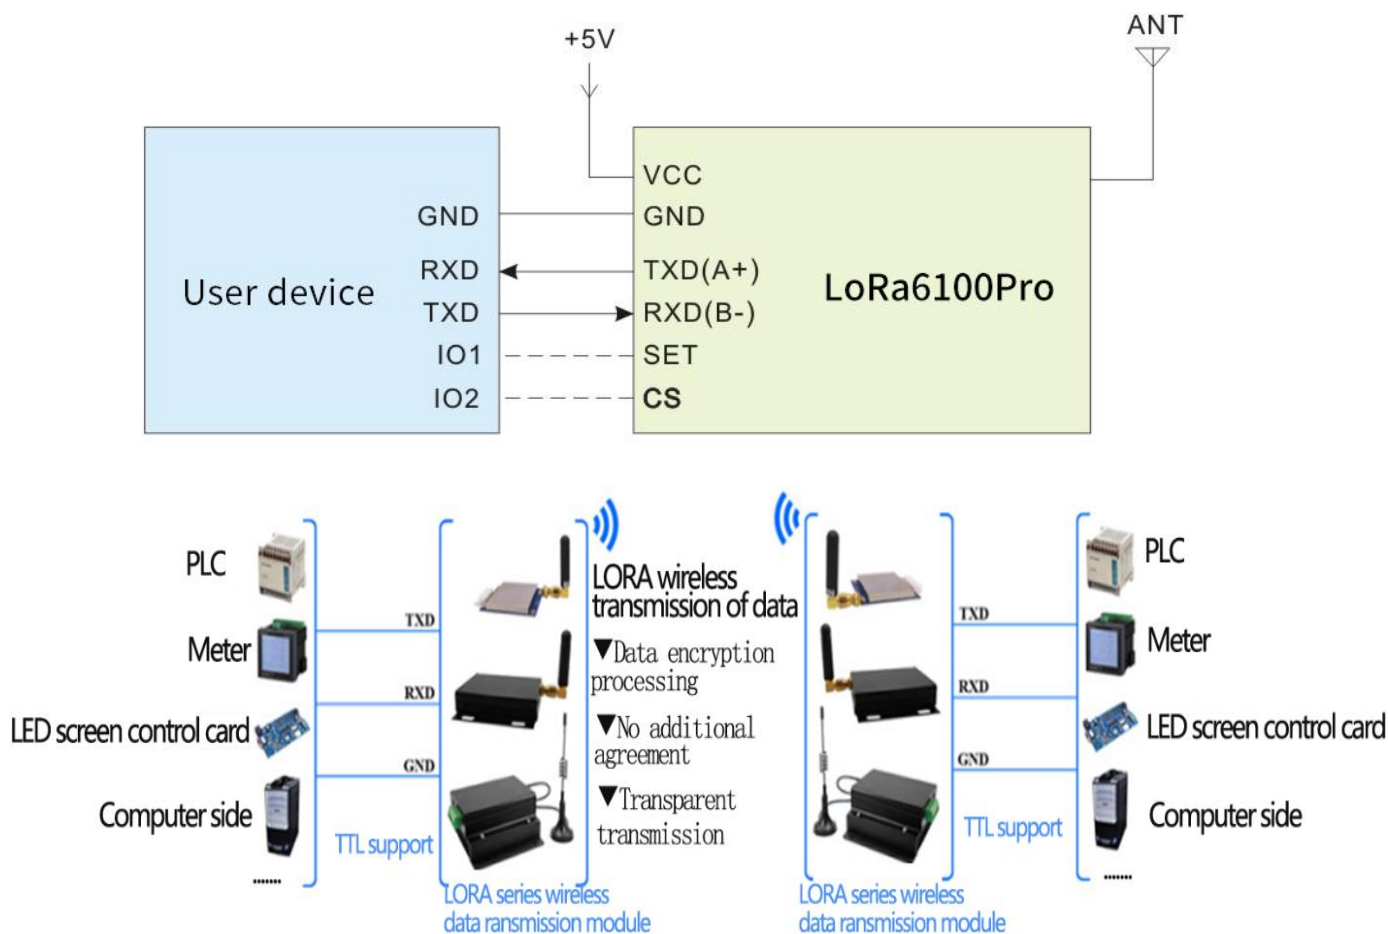 +5V
ANT
VCC
GND
GND
RXD
TXD(A+)
User device
LoRa6100Pro
TXD
RXD(B-)
IO1
SET
IO2
CS
PLC
TXD
Meter
RXD
LED screen control card
GND
Computer side
TTL support
.......
LORA series wireless
data ransmission module
LORA wireless
transmission of data
▼Data encryption
processing
▼No additional
agreement
▼Transparent
transmission
LORA series wireless
data ransmission module
PLC
TXD
Meter
RXD
LED screen control card
GND
Computer side
TTL support
.......